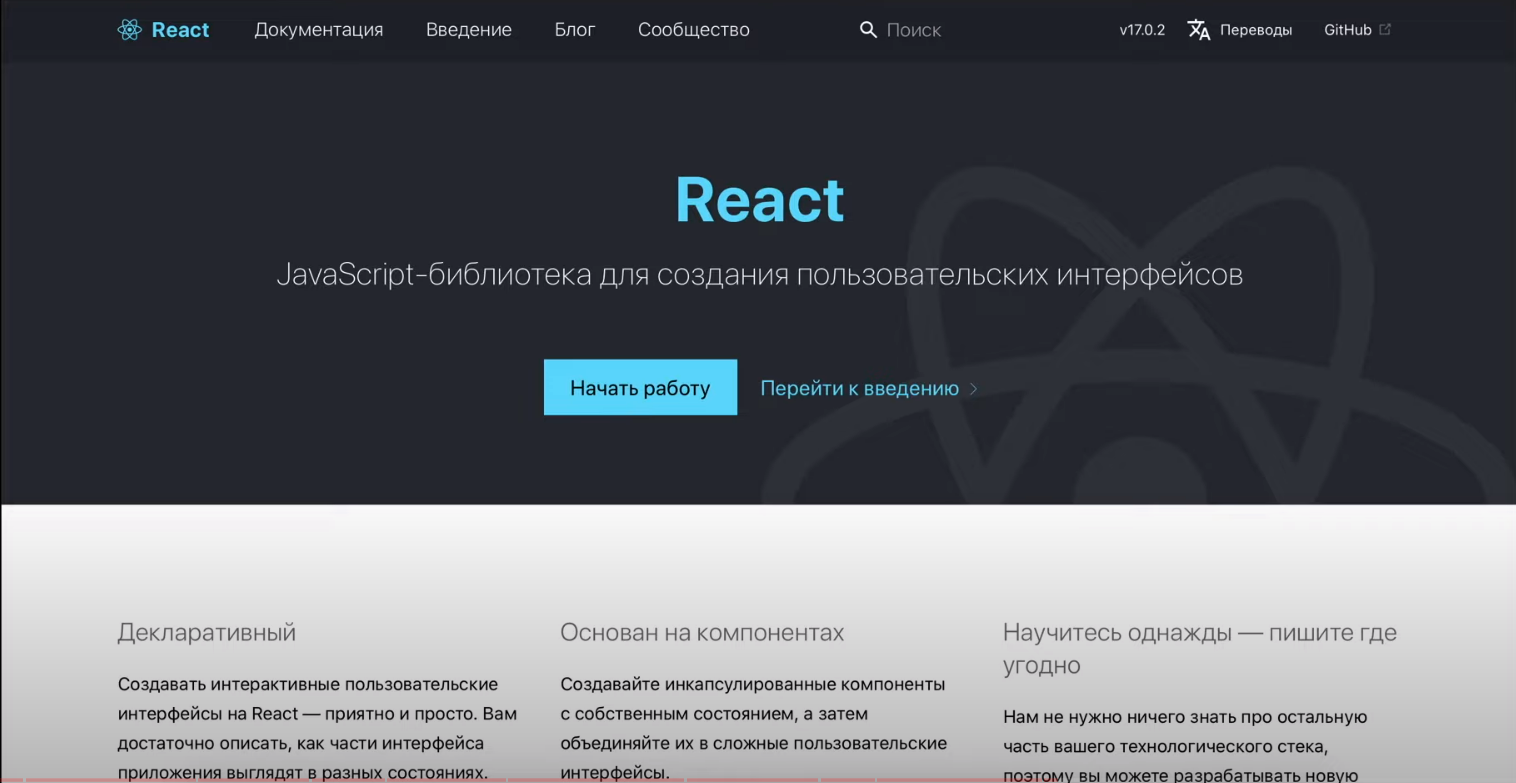 React Документация Введение Блог Сообщество Поиск v17.0.2 Переводы GitHub
React
JavaScript-библиотека для создания пользовательских интерфейсов
Начать работу Перейти к введению
Декларативный
Создавать интерактивные пользовательские
интерфейсы на React — приятно и просто. Вам
достаточно описать, как части интерфейса
приложения выглядят в разных состояниях.
Основан на компонентах
Создавайте инкапсулированные компоненты
с собственным состоянием, а затем
объединяйте их в сложные пользовательские
интерфейсы.
Научитесь однажды — пишите где
угодно
Нам не нужно ничего знать про остальную
часть вашего технологического стека,
поэтому вы можете разрабатывать новую